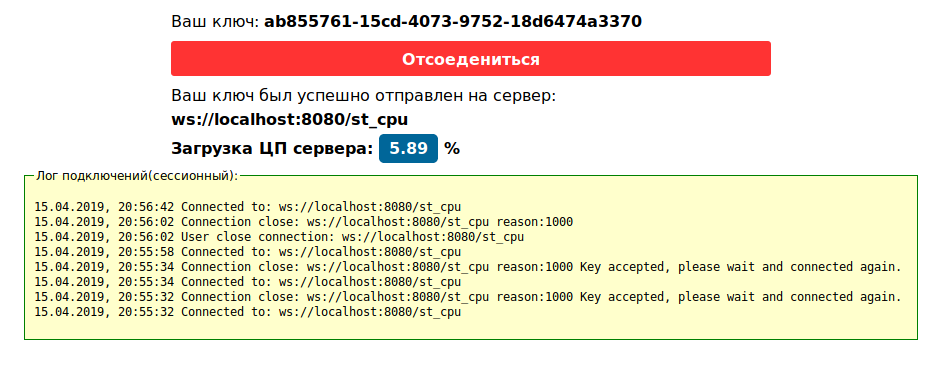 Ваш ключ: ab855761-15cd-4073-9752-18d6474a3370
Отсоедениться
Ваш ключ был успешно отправлен на сервер:
ws://localhost:8080/st_cpu
Загрузка ЦП сервера: 5.89 %
Лог подключений(сессионный):
15.04.2019, 20:56:42 Connected to: ws://localhost:8080/st_cpu
15.04.2019, 20:56:02 Connection close: ws://localhost:8080/st_cpu reason:1000
15.04.2019, 20:56:02 User close connection: ws://localhost:8080/st_cpu
15.04.2019, 20:55:58 Connected to: ws://localhost:8080/st_cpu
15.04.2019, 20:55:34 Connection close: ws://localhost:8080/st_cpu reason:1000 Key accepted, please wait and connected again.
15.04.2019, 20:55:34 Connected to: ws://localhost:8080/st_cpu
15.04.2019, 20:55:32 Connection close: ws://localhost:8080/st_cpu reason:1000 Key accepted, please wait and connected again.
15.04.2019, 20:55:32 Connected to: ws://localhost:8080/st_cpu